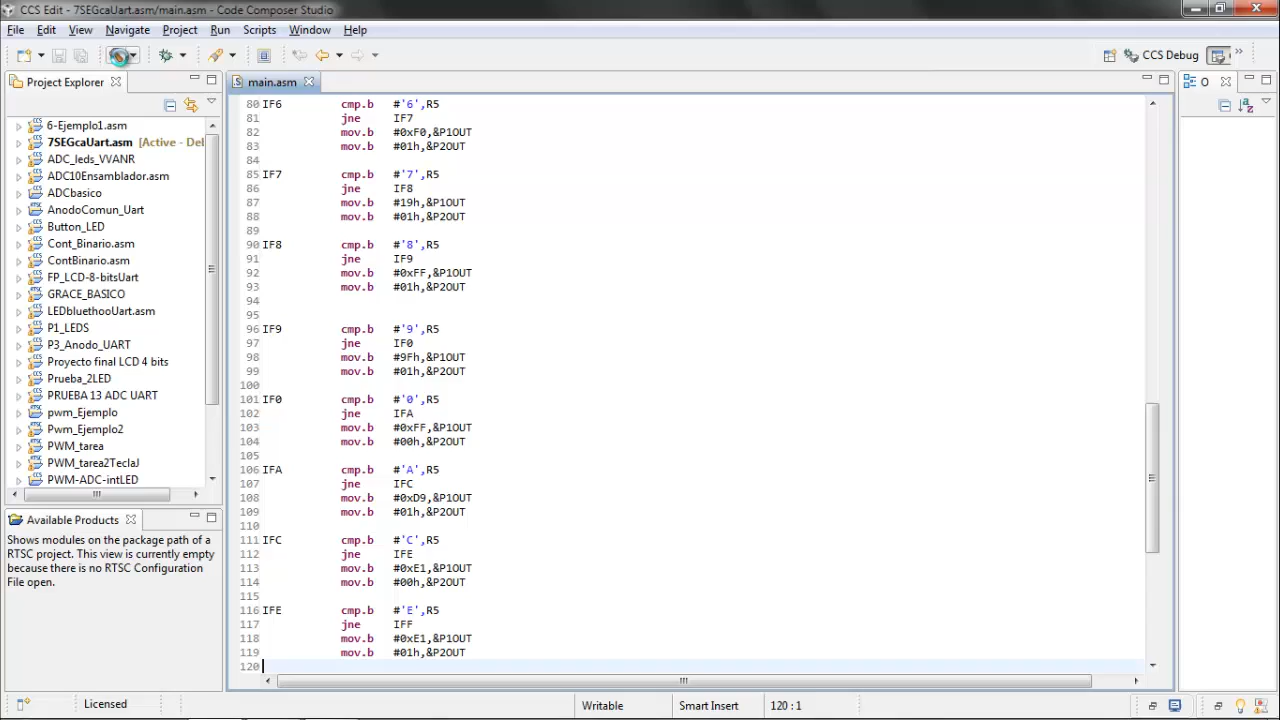 CCS Edit - 7SEGcaUart.asm/main.asm - Code Composer Studio
File Edit View Navigate Project Run Scripts Window Help
CCS Debug
Project Explorer
6-Ejemplo1.asm
7SEGcaUart.asm [Active - Del
ADC_leds_VVANR
ADC10Ensamblador.asm
ADCbasico
AnodoComun_Uart
Button_LED
Cont_Binario.asm
ContBinario.asm
FP_LCD-8-bitsUart
GRACE_BASICO
LEDbluethooUart.asm
P1_LEDS
P3_Anodo_UART
Proyecto final LCD 4 bits
Prueba_2LED
PRUEBA 13 ADC UART
pwm_Ejemplo
Pwm_Ejemplo2
PWM_tarea
PWM_tarea2TeclaJ
PWM-ADC-intLED
Available Products
Shows modules on the package path of a
RTSC project. This view is currently empty
because there is no RTSC Configuration
File open.
main.asm
80 IF6 cmp.b #'6',R5
81 jne IF7
82 mov.b #0xF0,&P1OUT
83 mov.b #01h,&P2OUT
84
85 IF7 cmp.b #'7',R5
86 jne IF8
87 mov.b #19h,&P1OUT
88 mov.b #01h,&P2OUT
89
90 IF8 cmp.b #'8',R5
91 jne IF9
92 mov.b #0xFF,&P1OUT
93 mov.b #01h,&P2OUT
94
95
96 IF9 cmp.b #'9',R5
97 jne IF0
98 mov.b #9Fh,&P1OUT
99 mov.b #01h,&P2OUT
100
101 IF0 cmp.b #'0',R5
102 jne IFA
103 mov.b #0xFF,&P1OUT
104 mov.b #00h,&P2OUT
105
106 IFA cmp.b #'A',R5
107 jne IFC
108 mov.b #0xD9,&P1OUT
109 mov.b #01h,&P2OUT
110
111 IFC cmp.b #'C',R5
112 jne IFE
113 mov.b #0xE1,&P1OUT
114 mov.b #00h,&P2OUT
115
116 IFE cmp.b #'E',R5
117 jne IFF
118 mov.b #0xE1,&P1OUT
119 mov.b #01h,&P2OUT
120
O
Licensed
Writable
Smart Insert
120 : 1